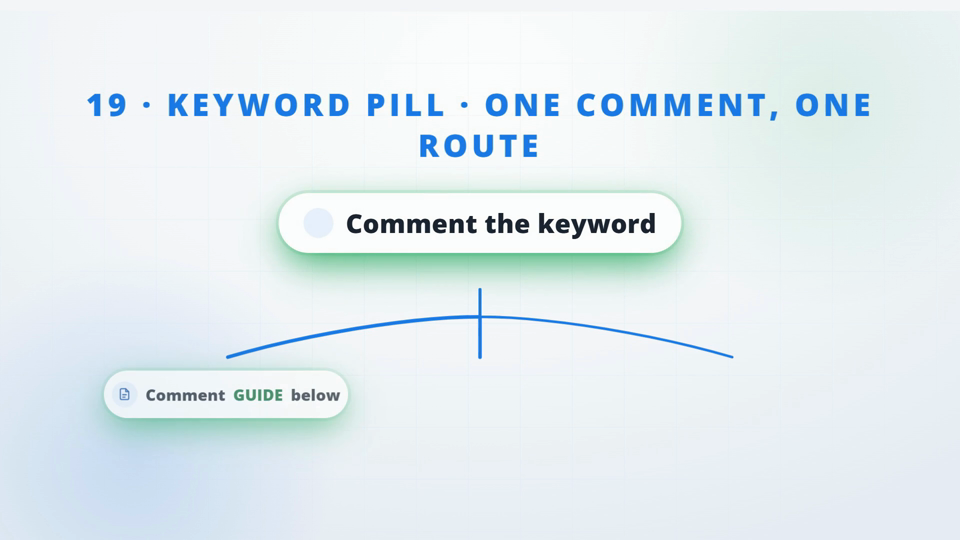 19 · KEYWORD PILL · ONE COMMENT, ONE
ROUTE
Comment the keyword
Comment GUIDE below